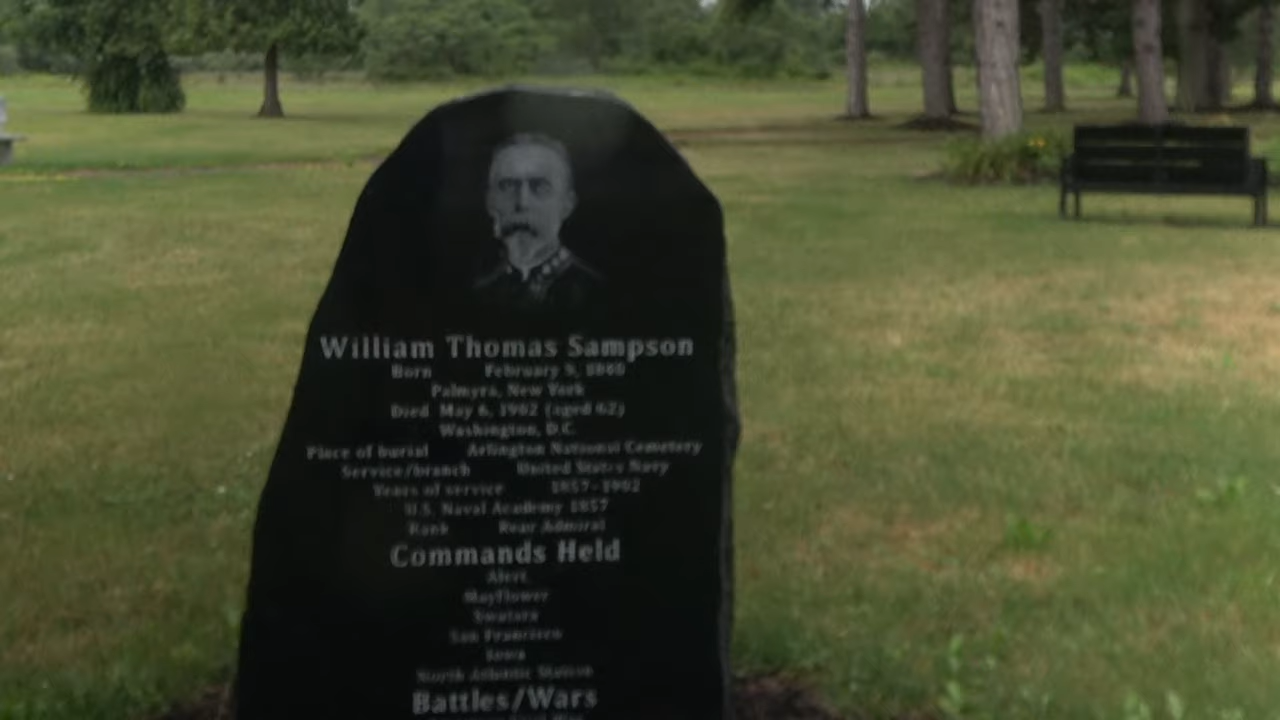 William Thomas Sampson
Born February 9, 1840
Palmyra, New York
Died May 6, 1902 (aged 62)
Washington, D.C.
Place of burial Arlington National Cemetery
Service/branch United States Navy
Years of service 1857-1902
U.S. Naval Academy 1857
Rank Rear Admiral
Commands Held
Alert
Mayflower
Swatara
San Francisco
Iowa
North Atlantic Station
Battles/Wars